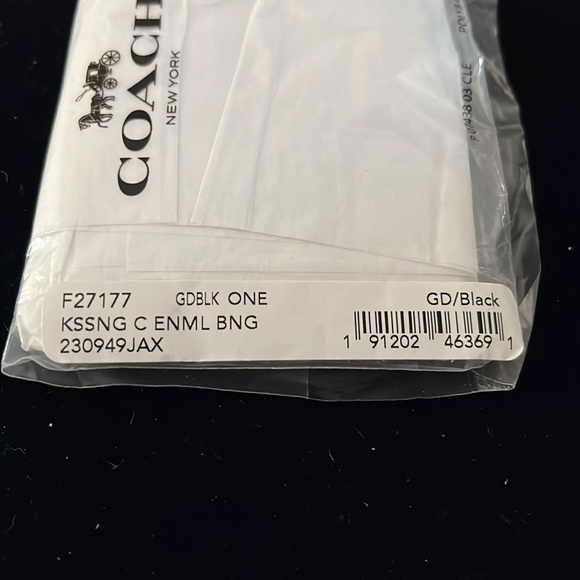 COACH
NEW YORK
F27177 GDBLK ONE GD/Black
KSSNG C ENML BNG
230949JAX
1 91202 46369 1